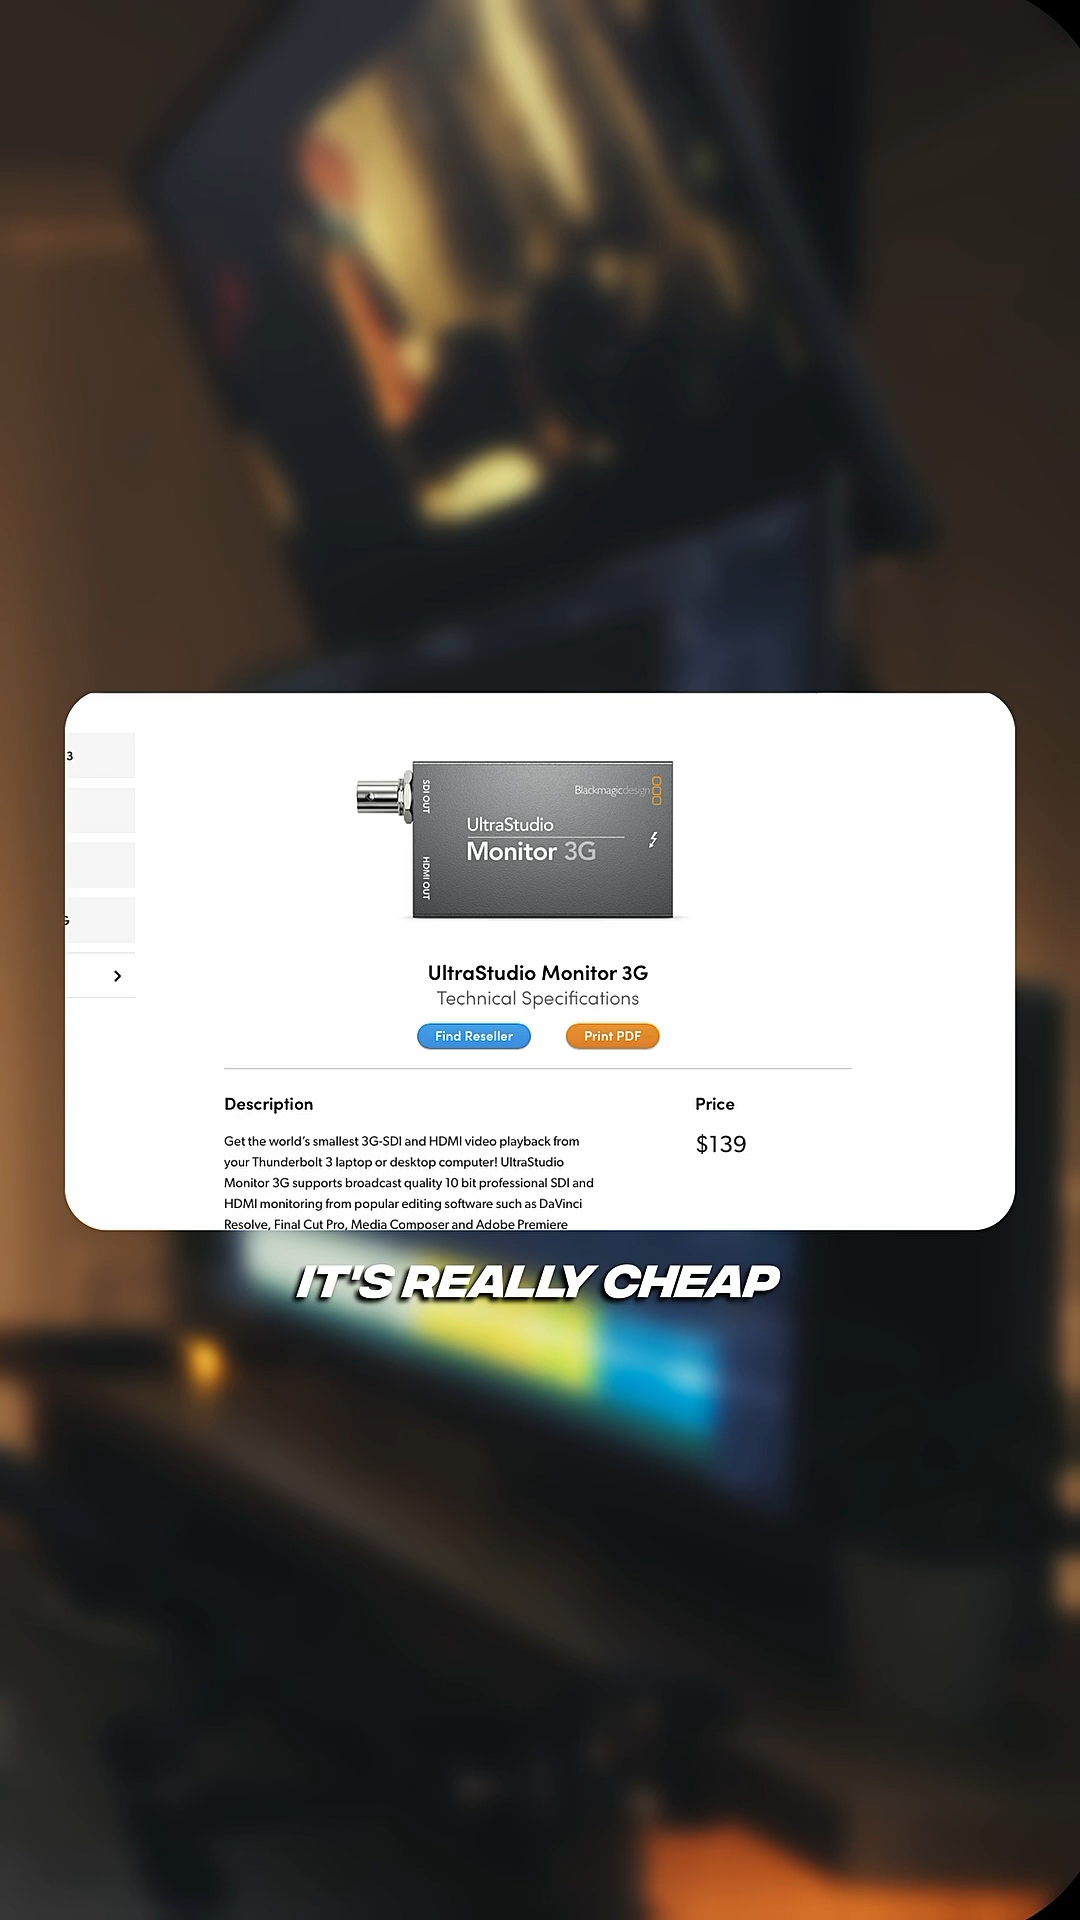 3
SDI OUT
Blackmagicdesign
UltraStudio
Monitor 3G
HDMI OUT
UltraStudio Monitor 3G
Technical Specifications
Find Reseller
Print PDF
Description
Price
$139
Get the world's smallest 3G-SDI and HDMI video playback from
your Thunderbolt 3 laptop or desktop computer! UltraStudio
Monitor 3G supports broadcast quality 10 bit professional SDI and
HDMI monitoring from popular editing software such as DaVinci
Resolve, Final Cut Pro, Media Composer and Adobe Premiere
IT'S REALLY CHEAP